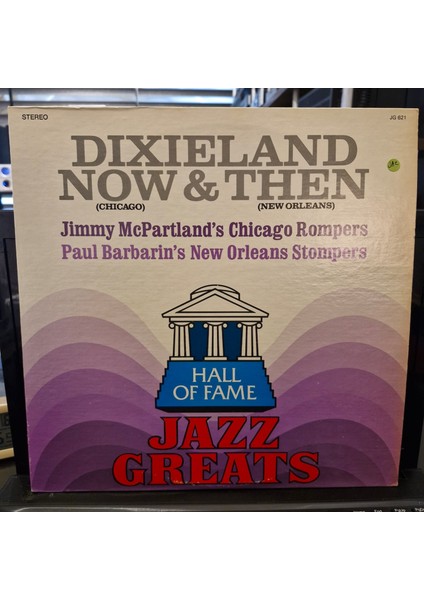 STEREO
JG 621
DIXIELAND
NOW & THEN
(CHICAGO)
(NEW ORLEANS)
Jimmy McPartland's Chicago Rompers
Paul Barbarin's New Orleans Stompers
HALL
OF FAME
JAZZ
GREATS